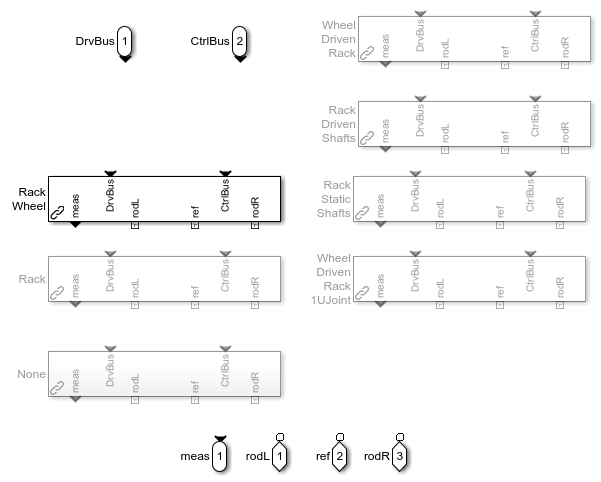 DrvBus 1
CtrlBus 2
Wheel
Driven
Rack
meas
DrvBus
rodL
ref
CtrlBus
rodR
Rack
Driven
Shafts
meas
DrvBus
rodL
ref
CtrlBus
rodR
Rack
Wheel
meas
DrvBus
rodL
ref
CtrlBus
rodR
Rack
Static
Shafts
meas
DrvBus
rodL
ref
CtrlBus
rodR
Rack
meas
DrvBus
rodL
ref
CtrlBus
rodR
Wheel
Driven
Rack
1UJoint
meas
DrvBus
rodL
ref
CtrlBus
rodR
None
meas
DrvBus
rodL
ref
CtrlBus
rodR
meas 1
rodL 1
ref 2
rodR 3